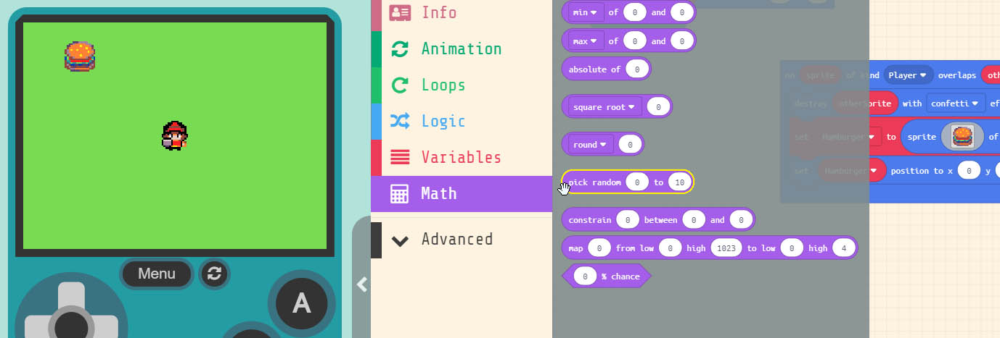 Menu
A
Info
Animation
Loops
Logic
Variables
Math
Advanced
min of 0 and 0
max of 0 and 0
absolute of 0
square root 0
round 0
pick random 0 to 10
constrain 0 between 0 and 0
map 0 from low 0 high 1023 to low 0 high 4
0 % chance
on sprite of kind Player overlaps oth
destroy otherSprite with confetti ef
set Hamburger to sprite of
set Hamburger position to x 0 y